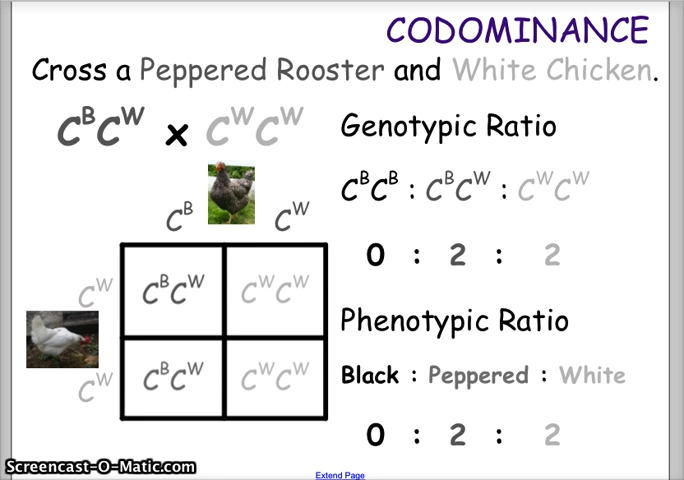 CODOMINANCE
Cross a Peppered Rooster and White Chicken.
CᴮCᵂ x CᵂCᵂ
Genotypic Ratio
CᴮCᴮ : CᴮCᵂ : CᵂCᵂ
0 : 2 : 2
Cᴮ Cᵂ
Cᵂ CᴮCᵂ CᵂCᵂ
Cᵂ CᴮCᵂ CᵂCᵂ
Phenotypic Ratio
Black : Peppered : White
0 : 2 : 2
Screencast-O-Matic.com
Extend Page